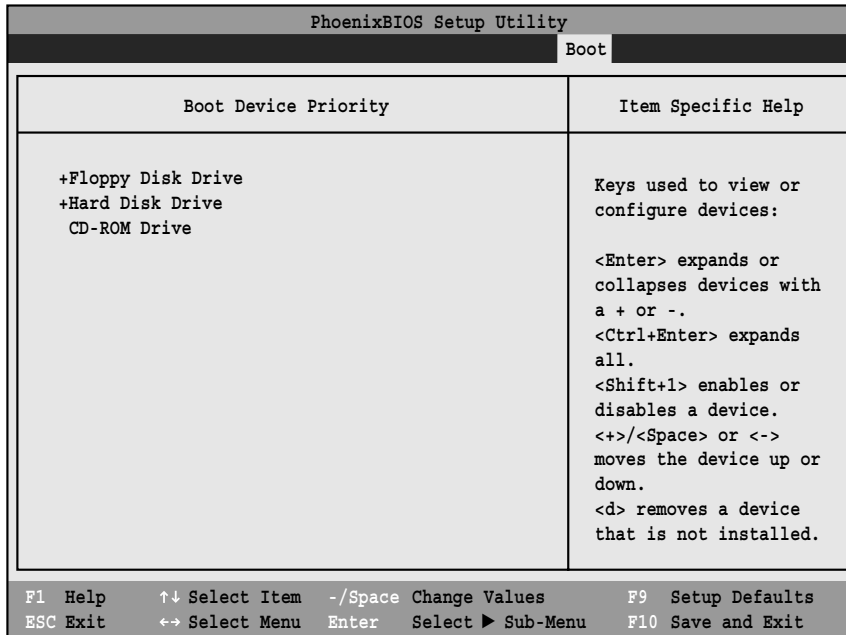 PhoenixBIOS Setup Utility
Boot
Boot Device Priority
Item Specific Help
+Floppy Disk Drive
+Hard Disk Drive
CD-ROM Drive
Keys used to view or
configure devices:
<Enter> expands or
collapses devices with
a + or -.
<Ctrl+Enter> expands
all.
<Shift+1> enables or
disables a device.
<+>/<Space> or <->
moves the device up or
down.
<d> removes a device
that is not installed.
F1 Help ↑↓ Select Item -/Space Change Values F9 Setup Defaults
ESC Exit ←→ Select Menu Enter Select ▶ Sub-Menu F10 Save and Exit